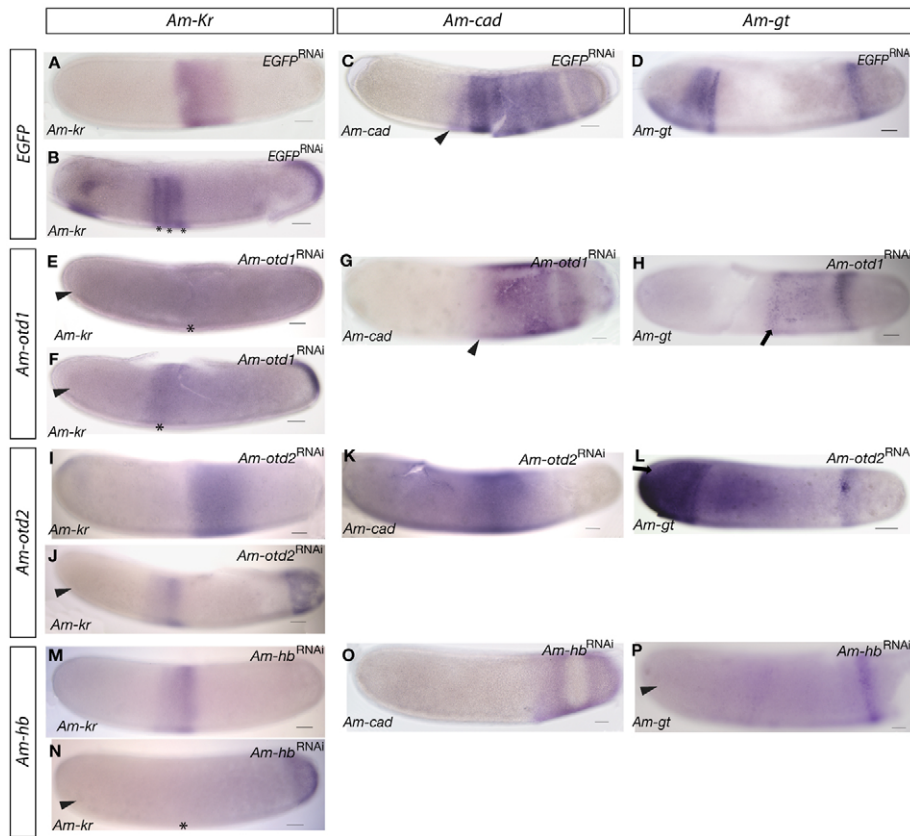 Am-Kr Am-cad Am-gt
EGFP
A EGFP RNAi Am-kr *
C EGFP RNAi Am-cad
D EGFP RNAi Am-gt
B EGFP RNAi Am-kr * * *
Am-otd1
E Am-otd1 RNAi Am-kr *
G Am-otd1 RNAi Am-cad
H Am-otd1 RNAi Am-gt
F Am-otd1 RNAi Am-kr *
Am-otd2
I Am-otd2 RNAi Am-kr
K Am-otd2 RNAi Am-cad
L Am-otd2 RNAi Am-gt
J Am-otd2 RNAi Am-kr
Am-hb
M Am-hb RNAi Am-kr
O Am-hb RNAi Am-cad
P Am-hb RNAi Am-gt
N Am-hb RNAi Am-kr *